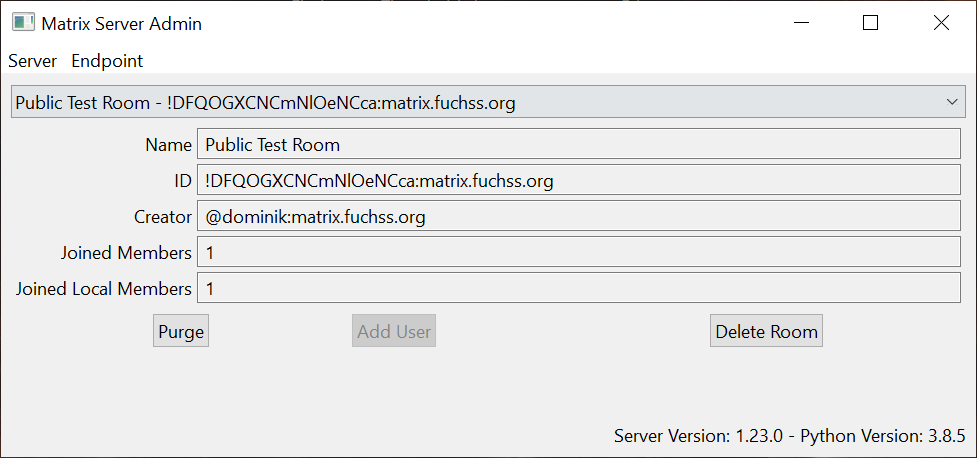 Matrix Server Admin
Server Endpoint
Public Test Room - !DFQOGXCNCmNlOeNCca:matrix.fuchss.org
Name Public Test Room
ID !DFQOGXCNCmNlOeNCca:matrix.fuchss.org
Creator @dominik:matrix.fuchss.org
Joined Members 1
Joined Local Members 1
Purge Add User Delete Room
Server Version: 1.23.0 - Python Version: 3.8.5